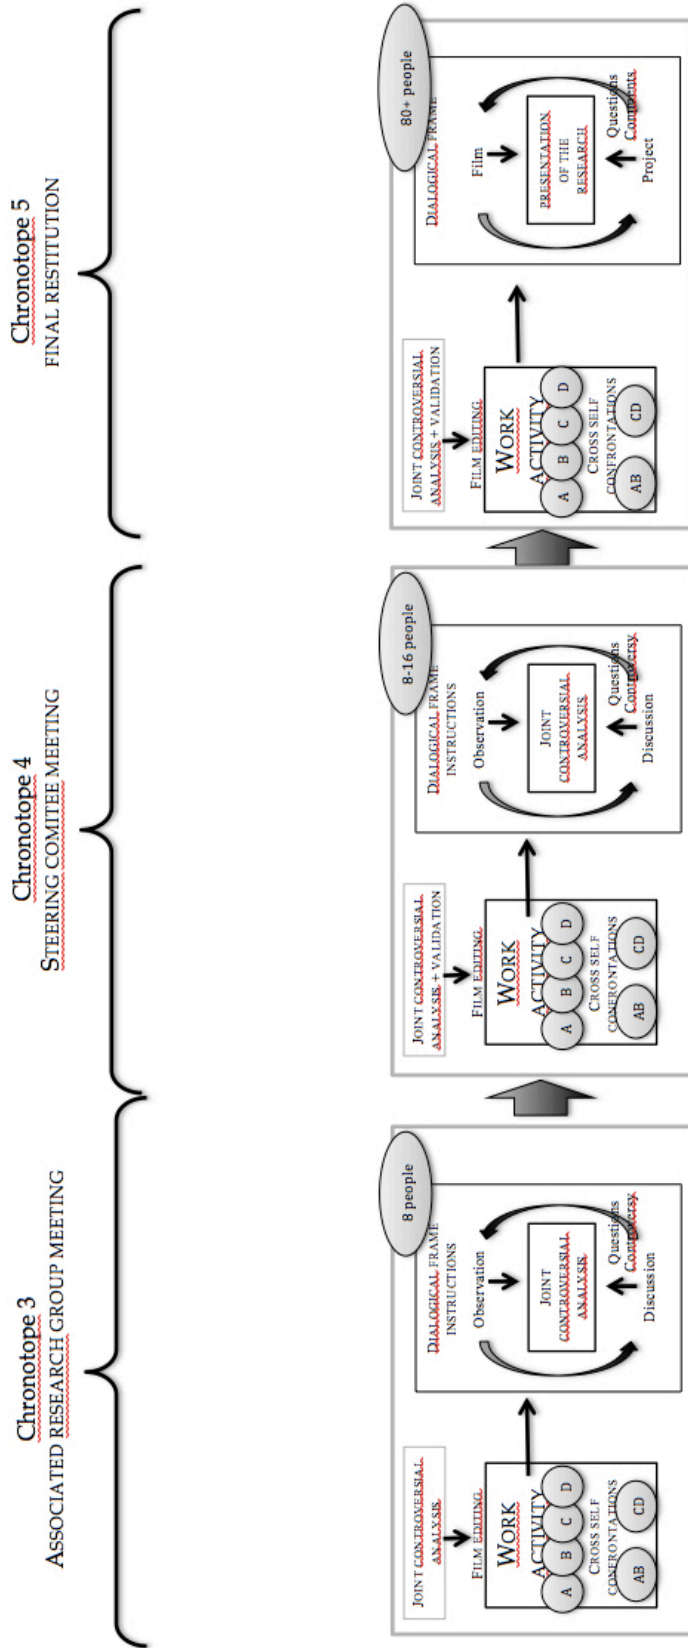 Chronotope 3
ASSOCIATED RESEARCH GROUP MEETING
JOINT CONTROVERSIAL
ANALYSIS
FILM EDITING
WORK
ACTIVITY
A B C D
CROSS SELF
CONFRONTATIONS
AB CD
8 people
DIALOGICAL FRAME
INSTRUCTIONS
Observation
JOINT
CONTROVERSIAL
ANALYSIS
Questions
Controversy
Discussion
Chronotope 4
STEERING COMITEE MEETING
JOINT CONTROVERSIAL
ANALYSIS + VALIDATION
FILM EDITING
WORK
ACTIVITY
A B C D
CROSS SELF
CONFRONTATIONS
AB CD
8-16 people
DIALOGICAL FRAME
INSTRUCTIONS
Observation
JOINT
CONTROVERSIAL
ANALYSIS
Questions
Controversy
Discussion
Chronotope 5
FINAL RESTITUTION
JOINT CONTROVERSIAL
ANALYSIS + VALIDATION
FILM EDITING
WORK
ACTIVITY
A B C D
CROSS SELF
CONFRONTATIONS
AB CD
80+ people
DIALOGICAL FRAME
Film
PRESENTATION
OF THE
RESEARCH
Questions
Comments
Project